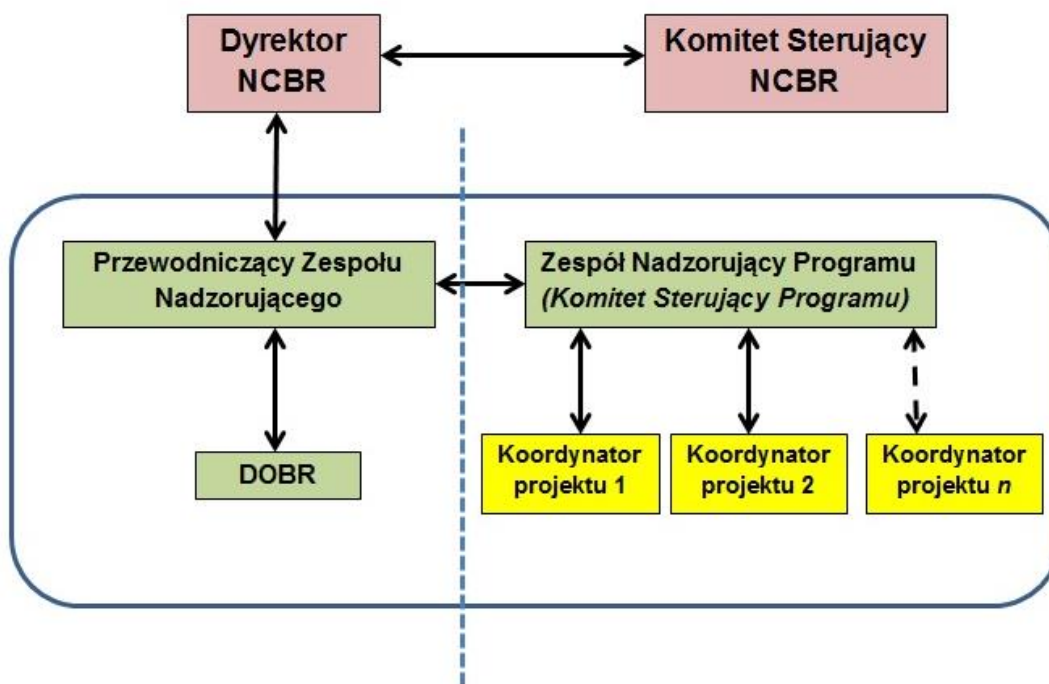 Dyrektor
NCBR
Komitet Sterujący
NCBR
Przewodniczący Zespołu
Nadzorującego
Zespół Nadzorujący Programu
(Komitet Sterujący Programu)
DOBR
Koordynator
projektu 1
Koordynator
projektu 2
Koordynator
projektu n